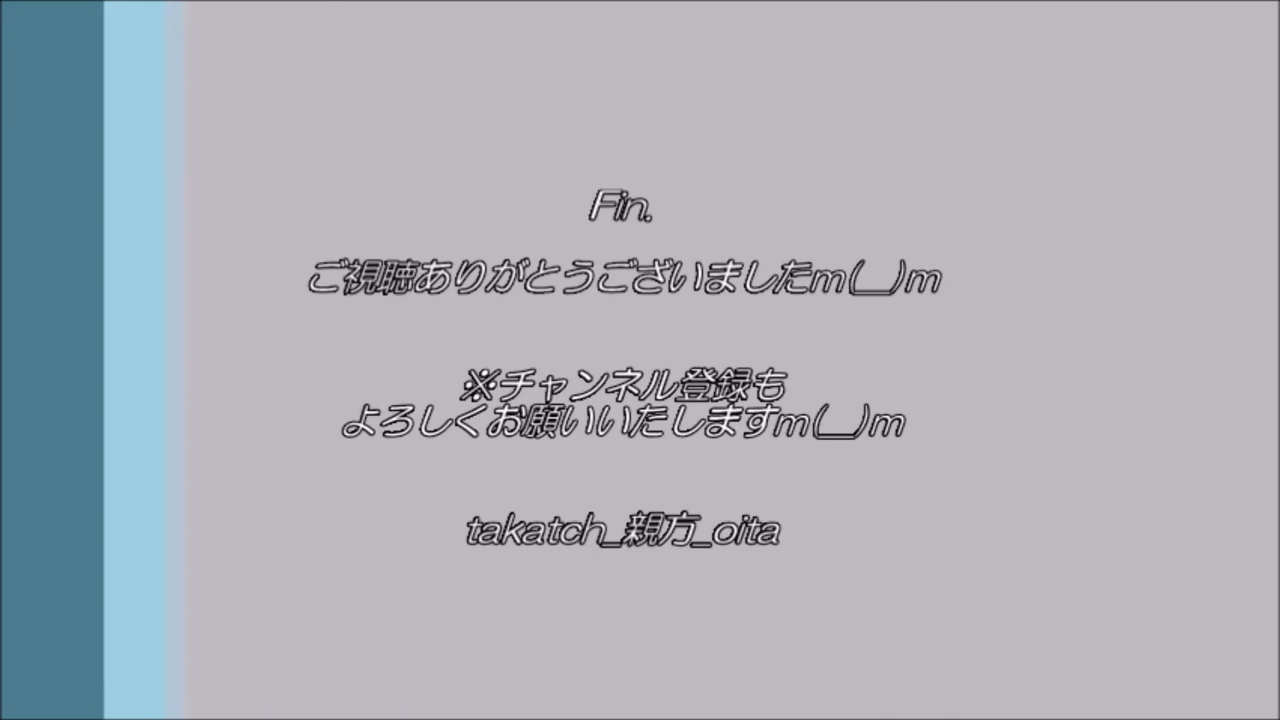 Fin.
ご視聴ありがとうございましたm(__)m
※チャンネル登録も
よろしくお願いいたしますm(__)m
takatch_親方_oita